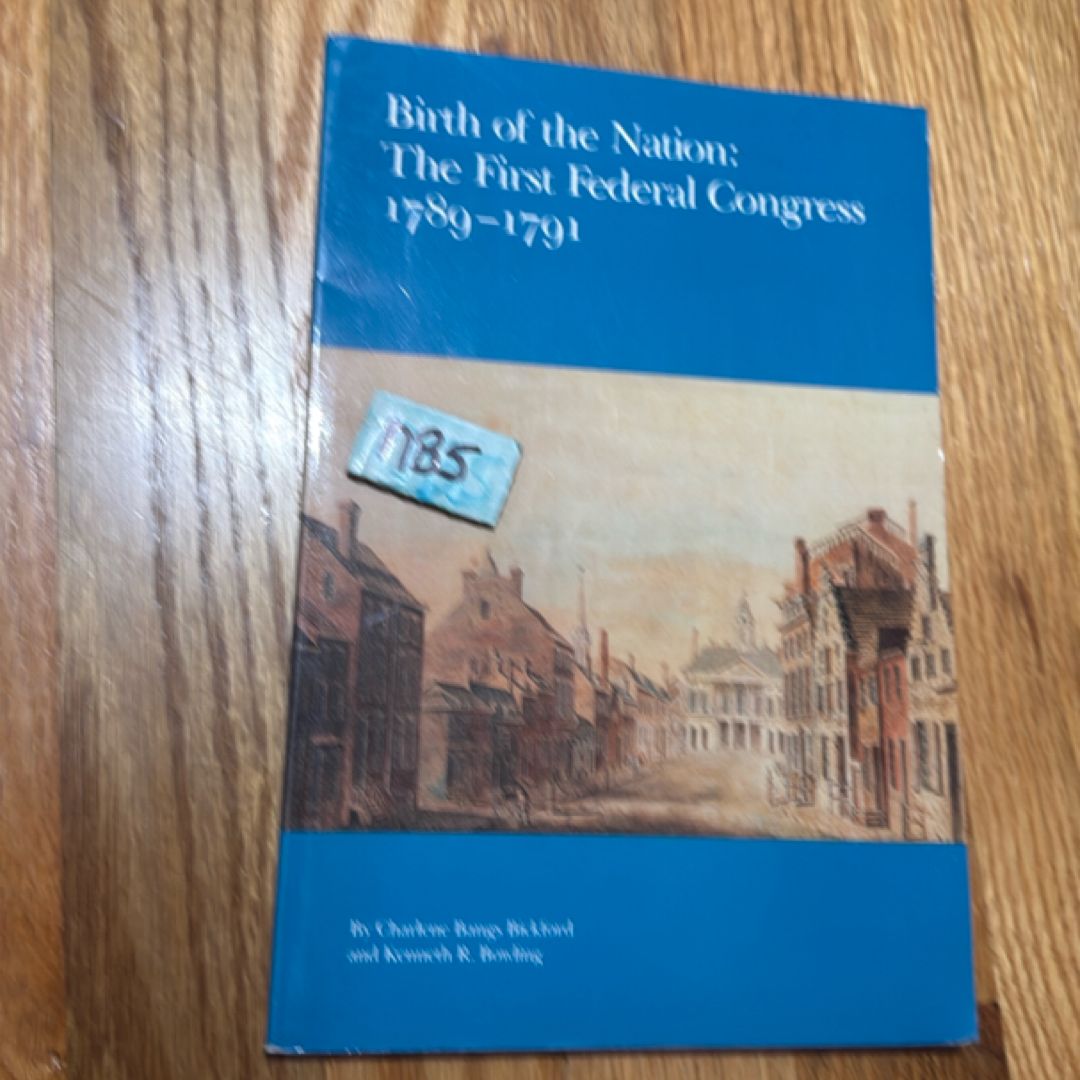 Birth of the Nation:
The First Federal Congress
1789–1791
1785
By Charlene Bangs Bickford
and Kenneth R. Bowling